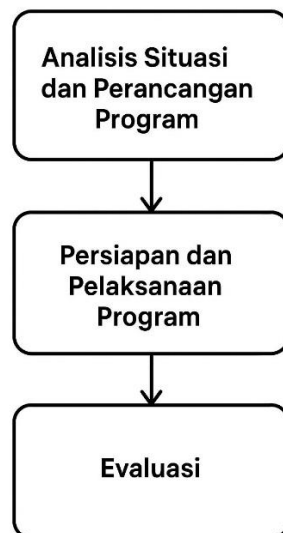 Analisis Situasi
dan Perancangan
Program
Persiapan dan
Pelaksanaan
Program
Evaluasi